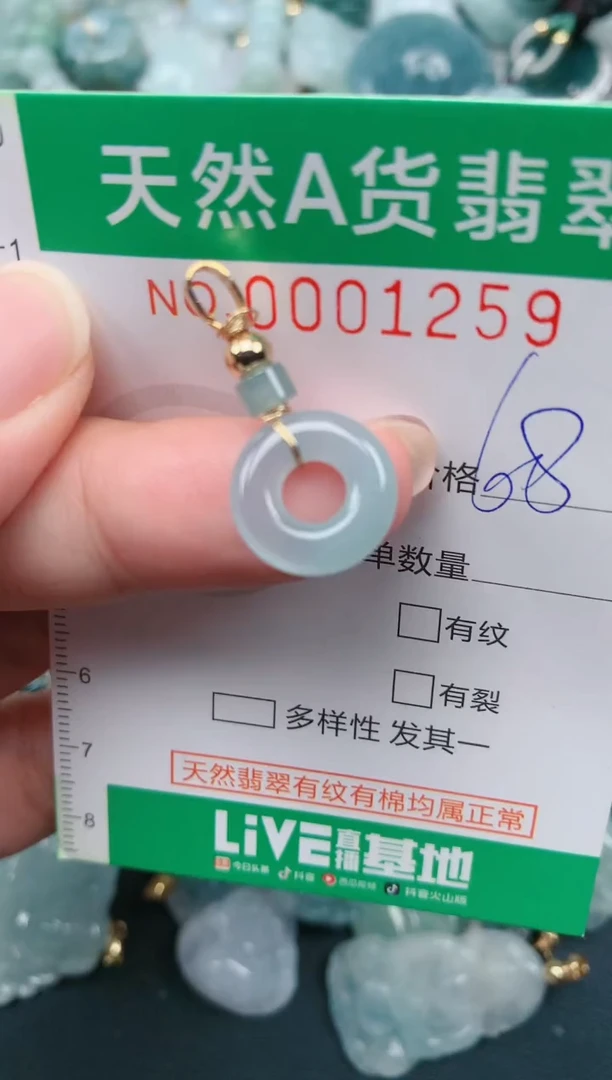 天然A货翡翠
NO.0001259
价格 68
单数量
有纹
有裂
多样性 发其一
天然翡翠有纹有棉均属正常
6
7
8
LiVE直播基地
今日头条 抖音 西瓜视频 抖音火山版